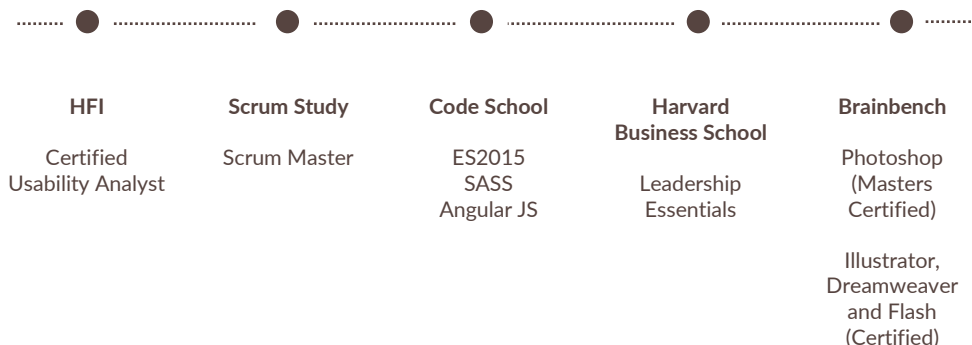 HFI
Certified
Usability Analyst
Scrum Study
Scrum Master
Code School
ES2015
SASS
Angular JS
Harvard
Business School
Leadership
Essentials
Brainbench
Photoshop
(Masters
Certified)
Illustrator,
Dreamweaver
and Flash
(Certified)